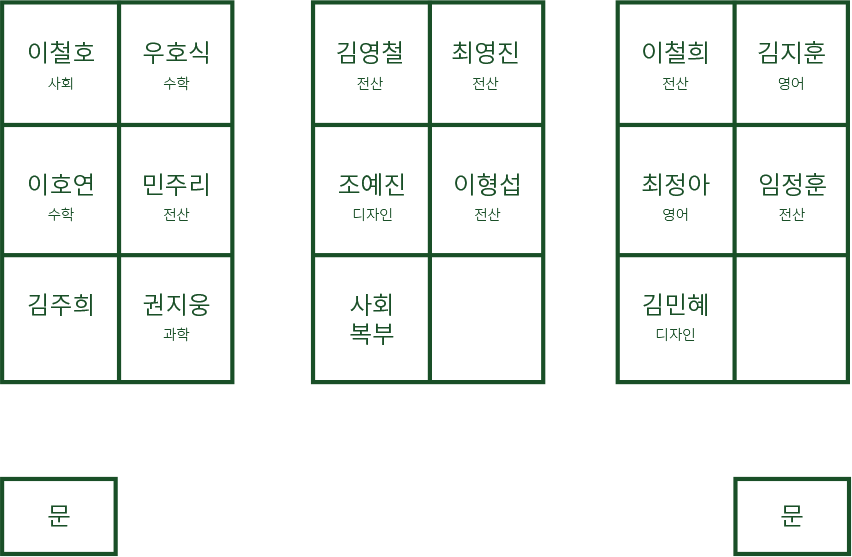 이철호 우호식 김영철 최영진 이철희 김지훈
사회 수학 전산 전산 전산 영어
이호연 민주리 조예진 이형섭 최정아 임정훈
수학 전산 디자인 전산 영어 전산
김주희 권지웅 사회 김민혜
과학 복부 디자인
문 문